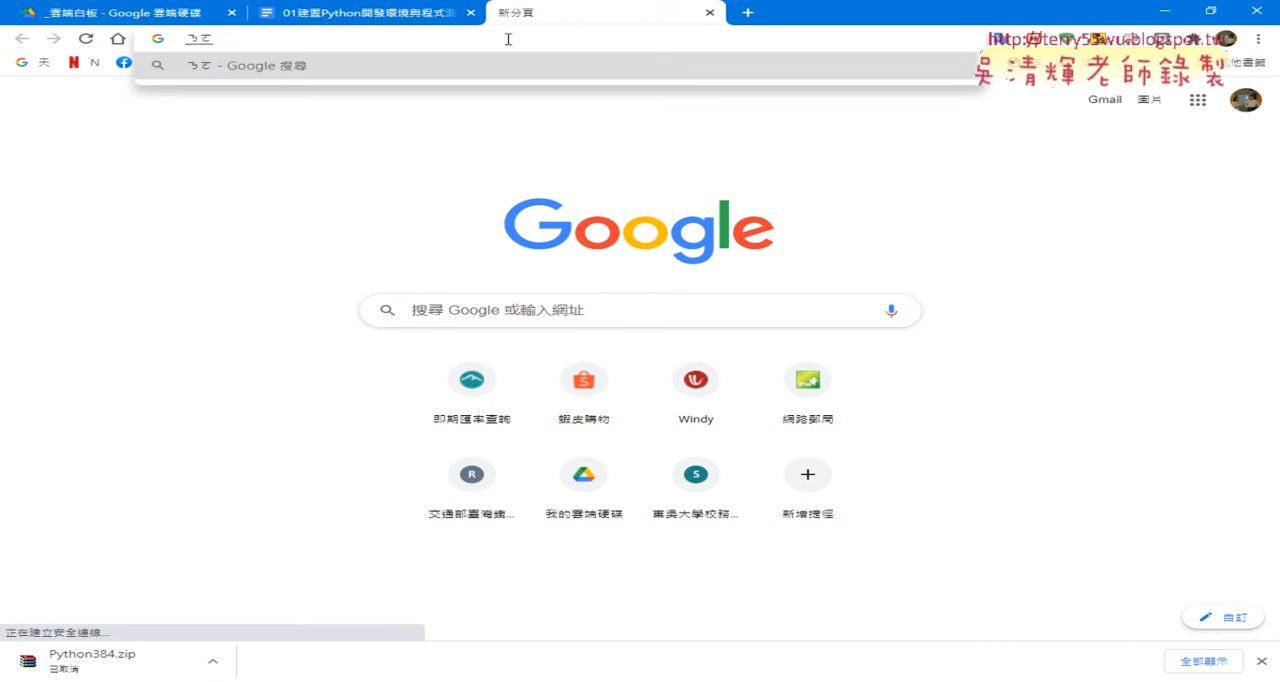 _雲端白板 - Google 雲端硬碟
01建置Python開發環境與程式測
新分頁
ㄋㄛ
ㄋㄛ - Google 搜尋
http://terry55wu.blogspot.tw
吳清輝老師錄製
天
N
其他書籤
Gmail
圖片
Google
搜尋 Google 或輸入網址
即期匯率查詢
蝦皮購物
Windy
網路郵局
R
S
交通部臺灣鐵...
我的雲端硬碟
東吳大學校務...
新增捷徑
自訂
正在建立安全連線...
Python384.zip
已取消
全部顯示